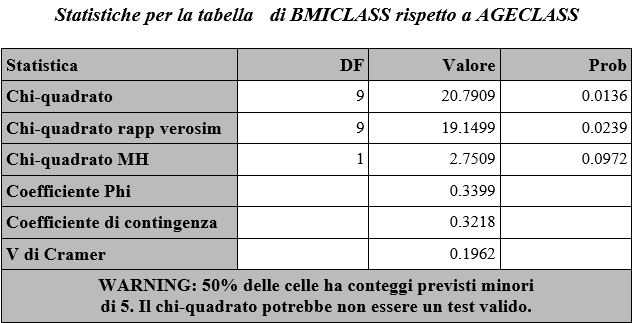 Statistiche per la tabella di BMICLASS rispetto a AGECLASS
Statistica DF Valore Prob
Chi-quadrato 9 20.7909 0.0136
Chi-quadrato rapp verosim 9 19.1499 0.0239
Chi-quadrato MH 1 2.7509 0.0972
Coefficiente Phi 0.3399
Coefficiente di contingenza 0.3218
V di Cramer 0.1962
WARNING: 50% delle celle ha conteggi previsti minori
di 5. Il chi-quadrato potrebbe non essere un test valido.